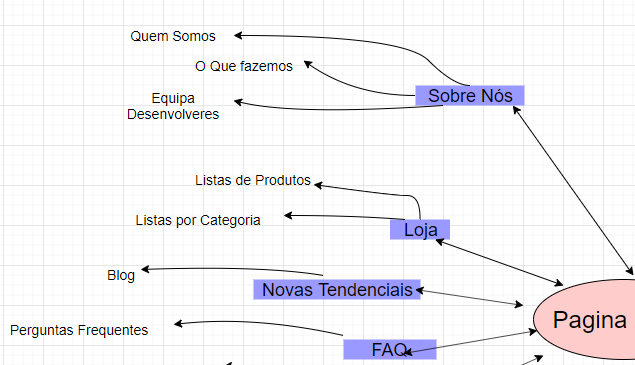 Quem Somos
O Que fazemos
Equipa
Desenvolveres
Sobre Nós
Listas de Produtos
Listas por Categoria
Loja
Blog
Novas Tendenciais
Pagina
Perguntas Frequentes
FAQ